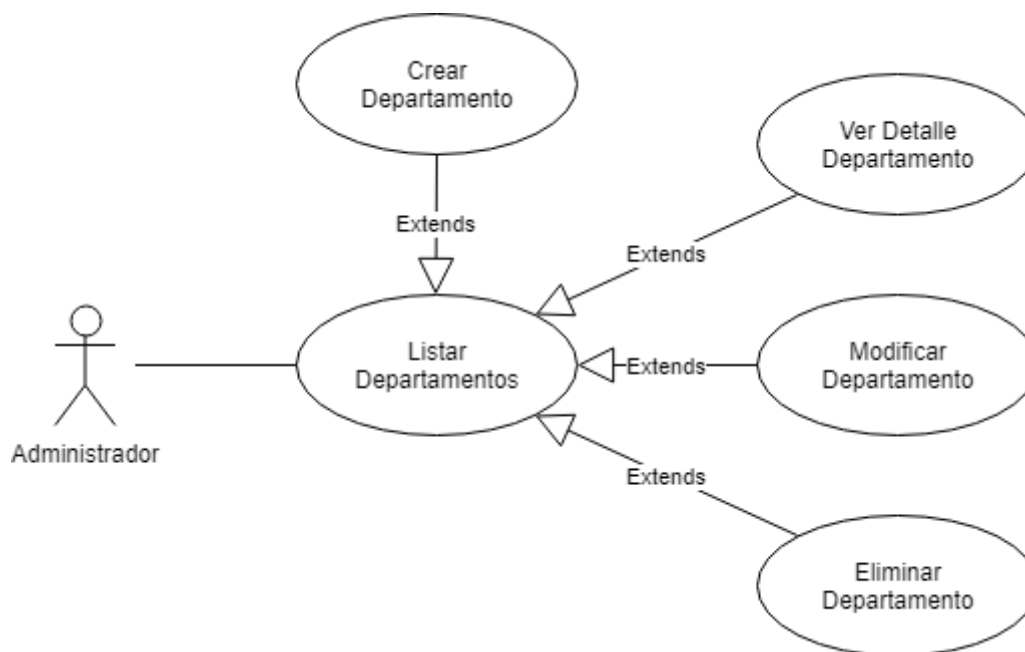 Crear
Departamento
Ver Detalle
Departamento
Extends
Extends
Listar
Departamentos
Extends
Modificar
Departamento
Administrador
Extends
Eliminar
Departamento